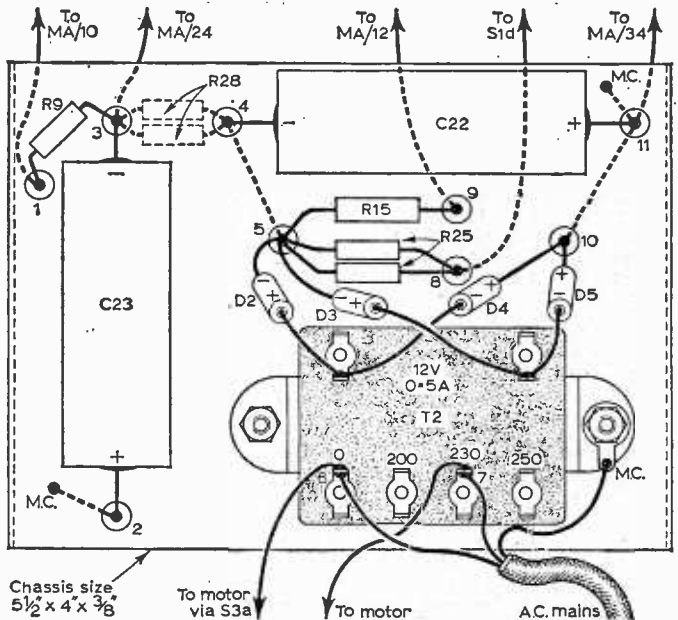 To
MA/10
To
MA/24
To
MA/12
To
S1d
To
MA/34
M.C.
R9
R28
3
4
-
C22
+
11
1
-
C23
+
2
M.C.
5
R15
9
R25
8
10
D2
- +
D3
- +
D4
- +
D5
+
-
12V
0·5A
T2
0
200
230
250
6
7
M.C.
Chassis size
5½" x 4" x ⅜"
To motor
via S3a
To motor
A.C. mains